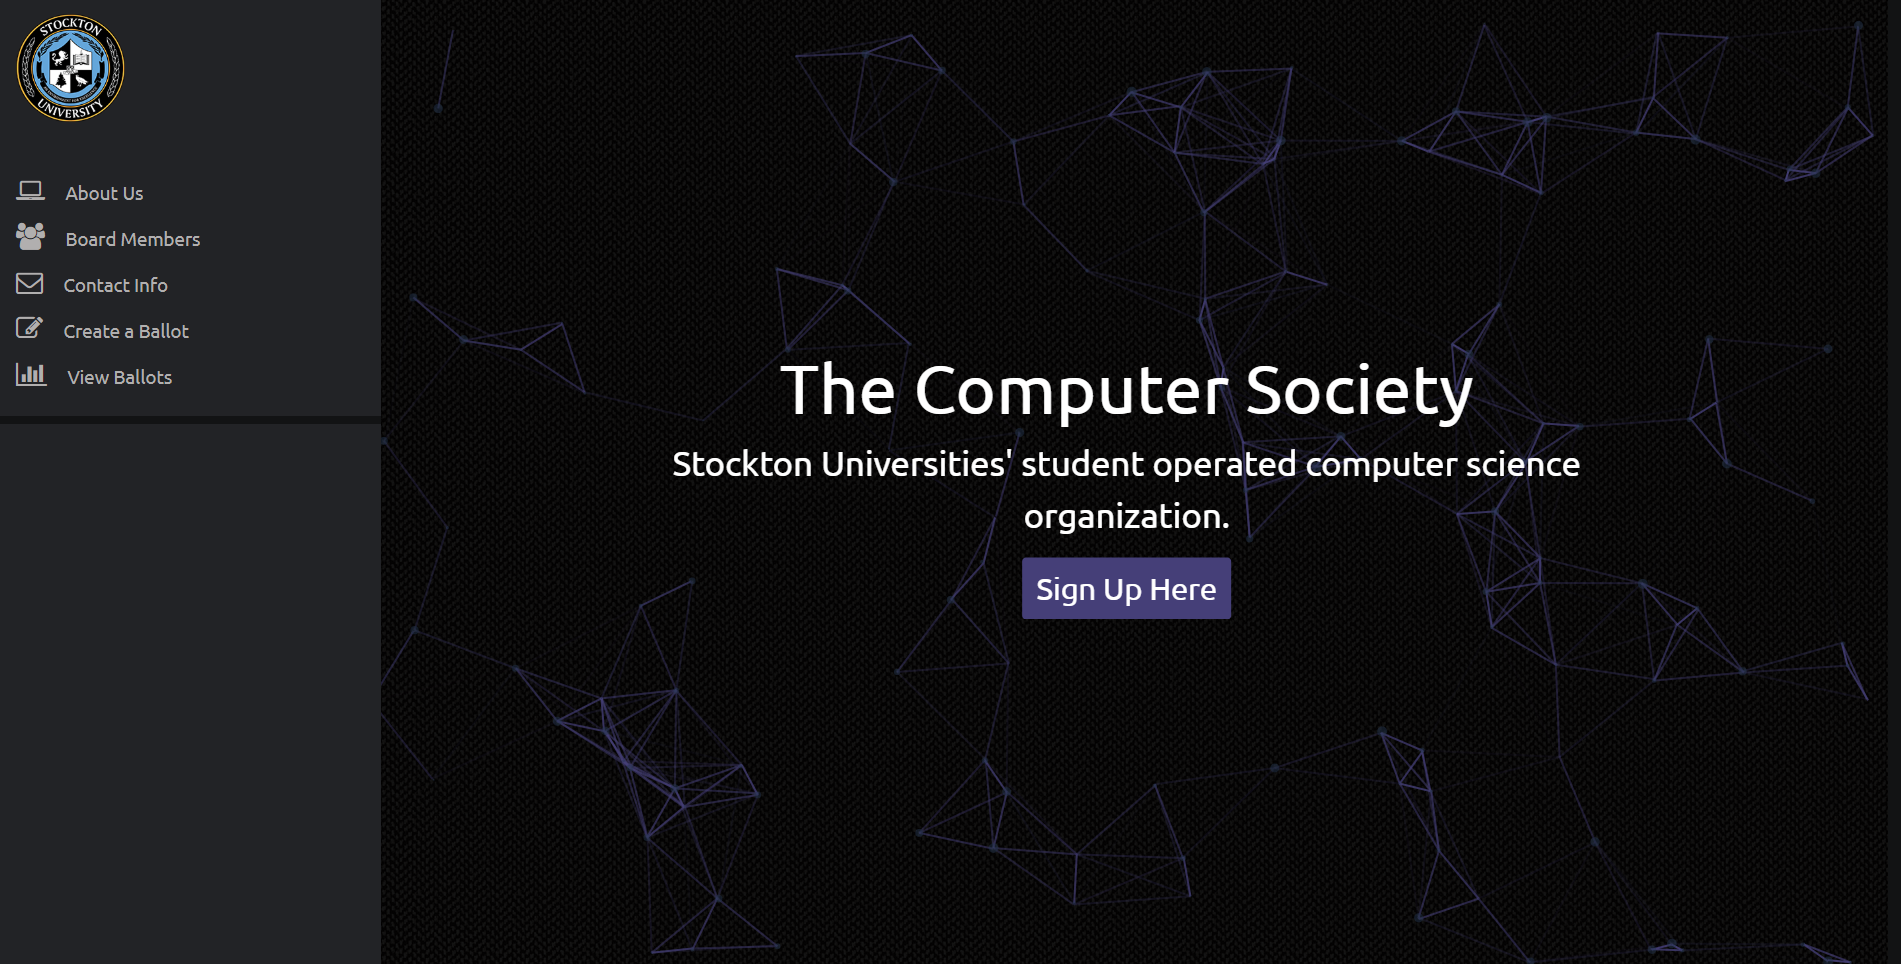 STOCKTON
UNIVERSITY
About Us
Board Members
Contact Info
Create a Ballot
View Ballots
The Computer Society
Stockton Universities' student operated computer science
organization.
Sign Up Here